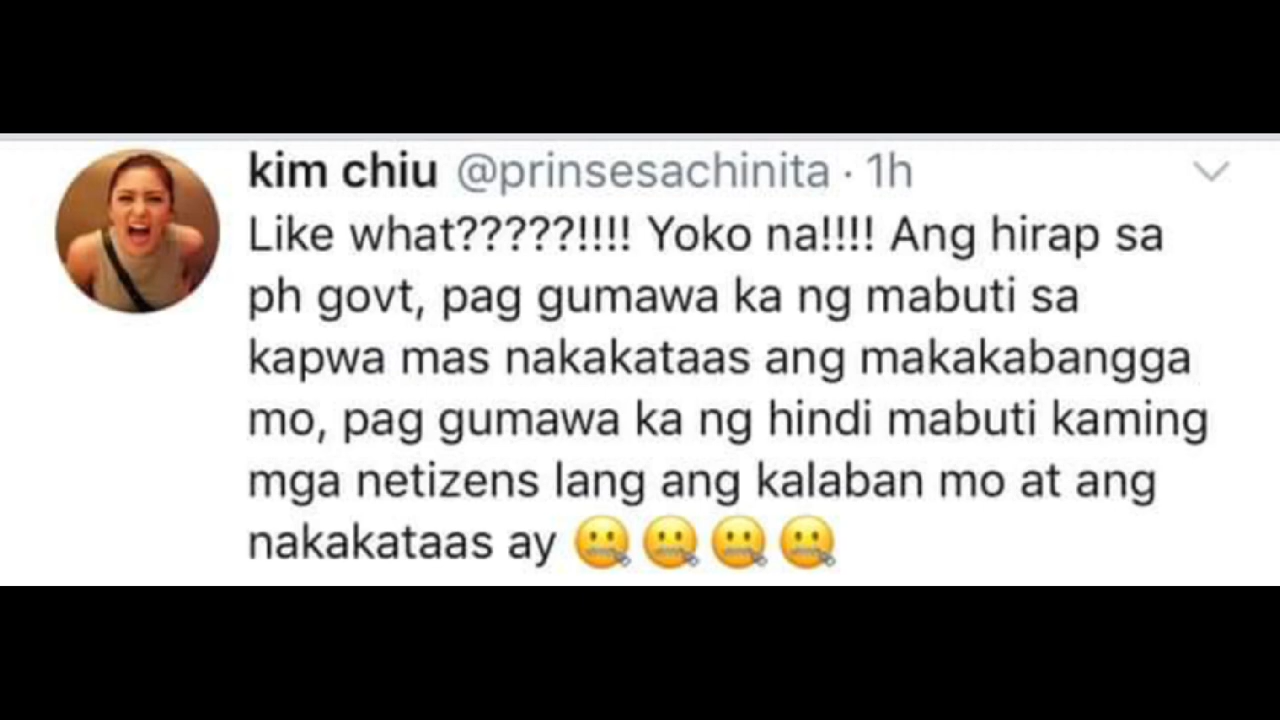 kim chiu @prinsesachinita · 1h
Like what?????!!!! Yoko na!!!! Ang hirap sa
ph govt, pag gumawa ka ng mabuti sa
kapwa mas nakakataas ang makakabangga
mo, pag gumawa ka ng hindi mabuti kaming
mga netizens lang ang kalaban mo at ang
nakakataas ay 🤐🤐🤐🤐